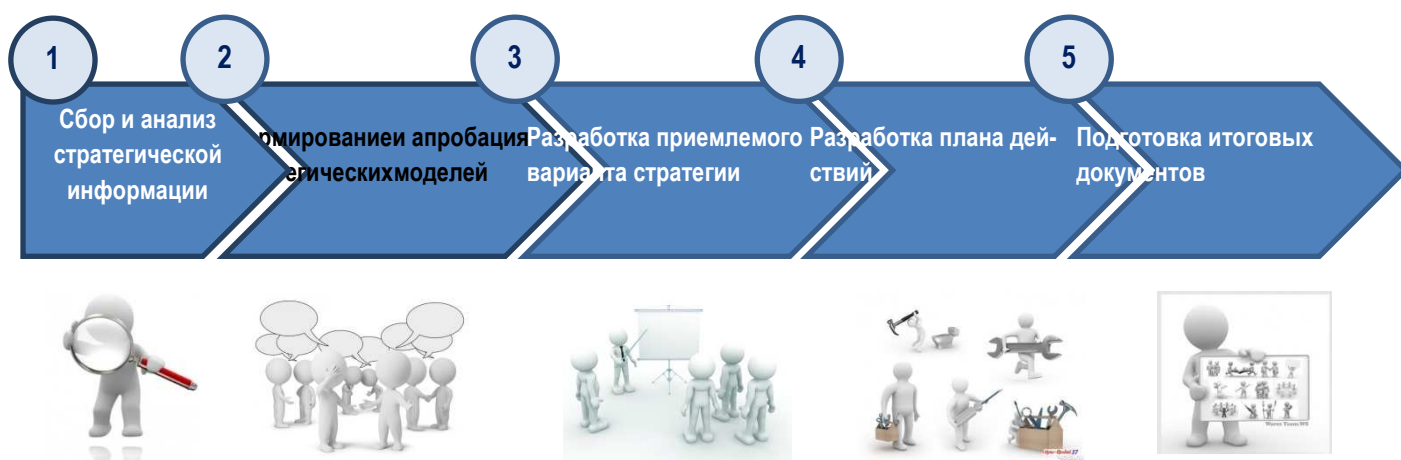 1
Сбор и анализ
стратегической
информации
2
рмированиеи апробация
егическихмоделей
3
Разработка приемлемого
варианта стратегии
4
Разработка плана дей-
ствий
5
Подготовка итоговых
документов